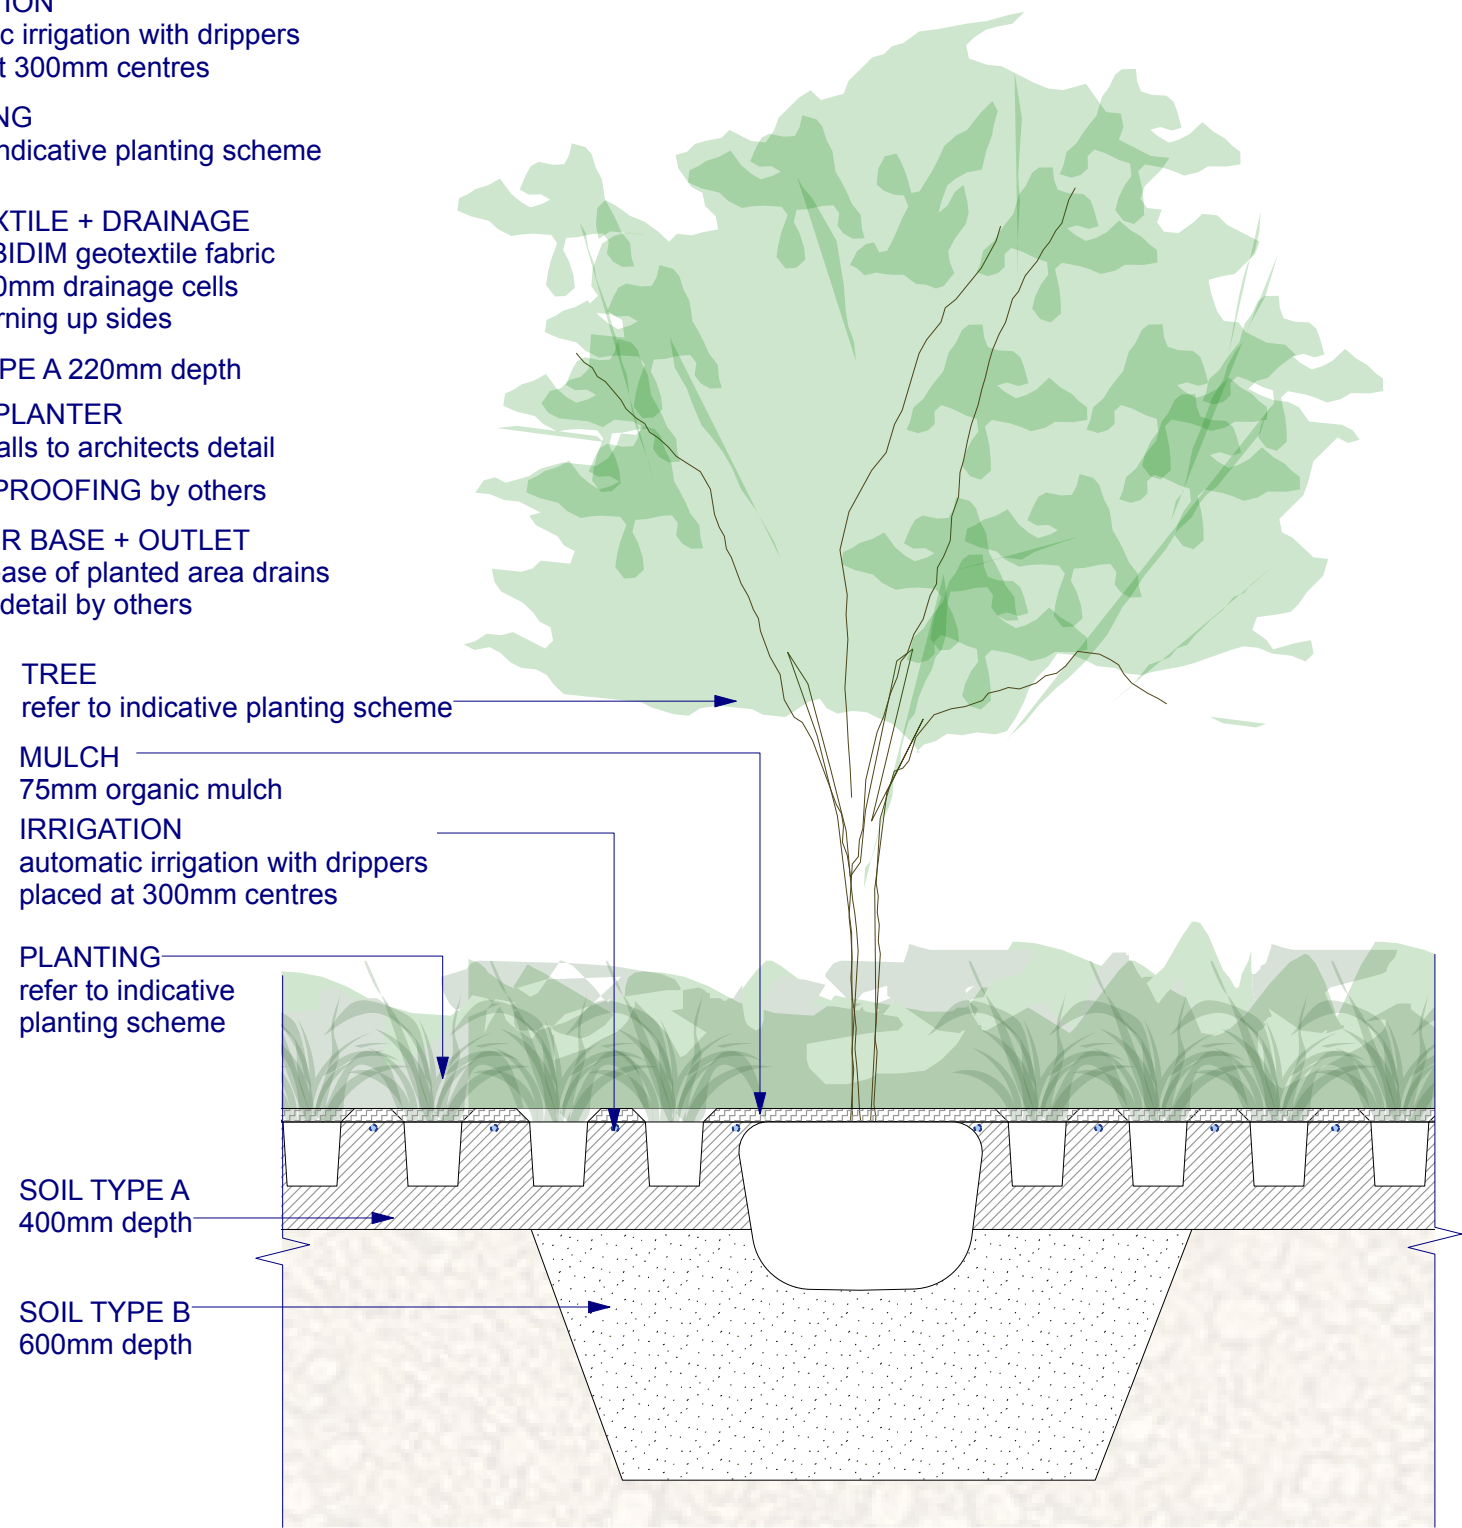 c irrigation with drippers
t 300mm centres
NG
ndicative planting scheme
XTILE + DRAINAGE
BIDIM geotextile fabric
0mm drainage cells
rning up sides
PE A 220mm depth
PLANTER
alls to architects detail
PROOFING by others
R BASE + OUTLET
ase of planted area drains
detail by others
TREE
refer to indicative planting scheme
MULCH
75mm organic mulch
IRRIGATION
automatic irrigation with drippers
placed at 300mm centres
PLANTING
refer to indicative
planting scheme
SOIL TYPE A
400mm depth
SOIL TYPE B
600mm depth